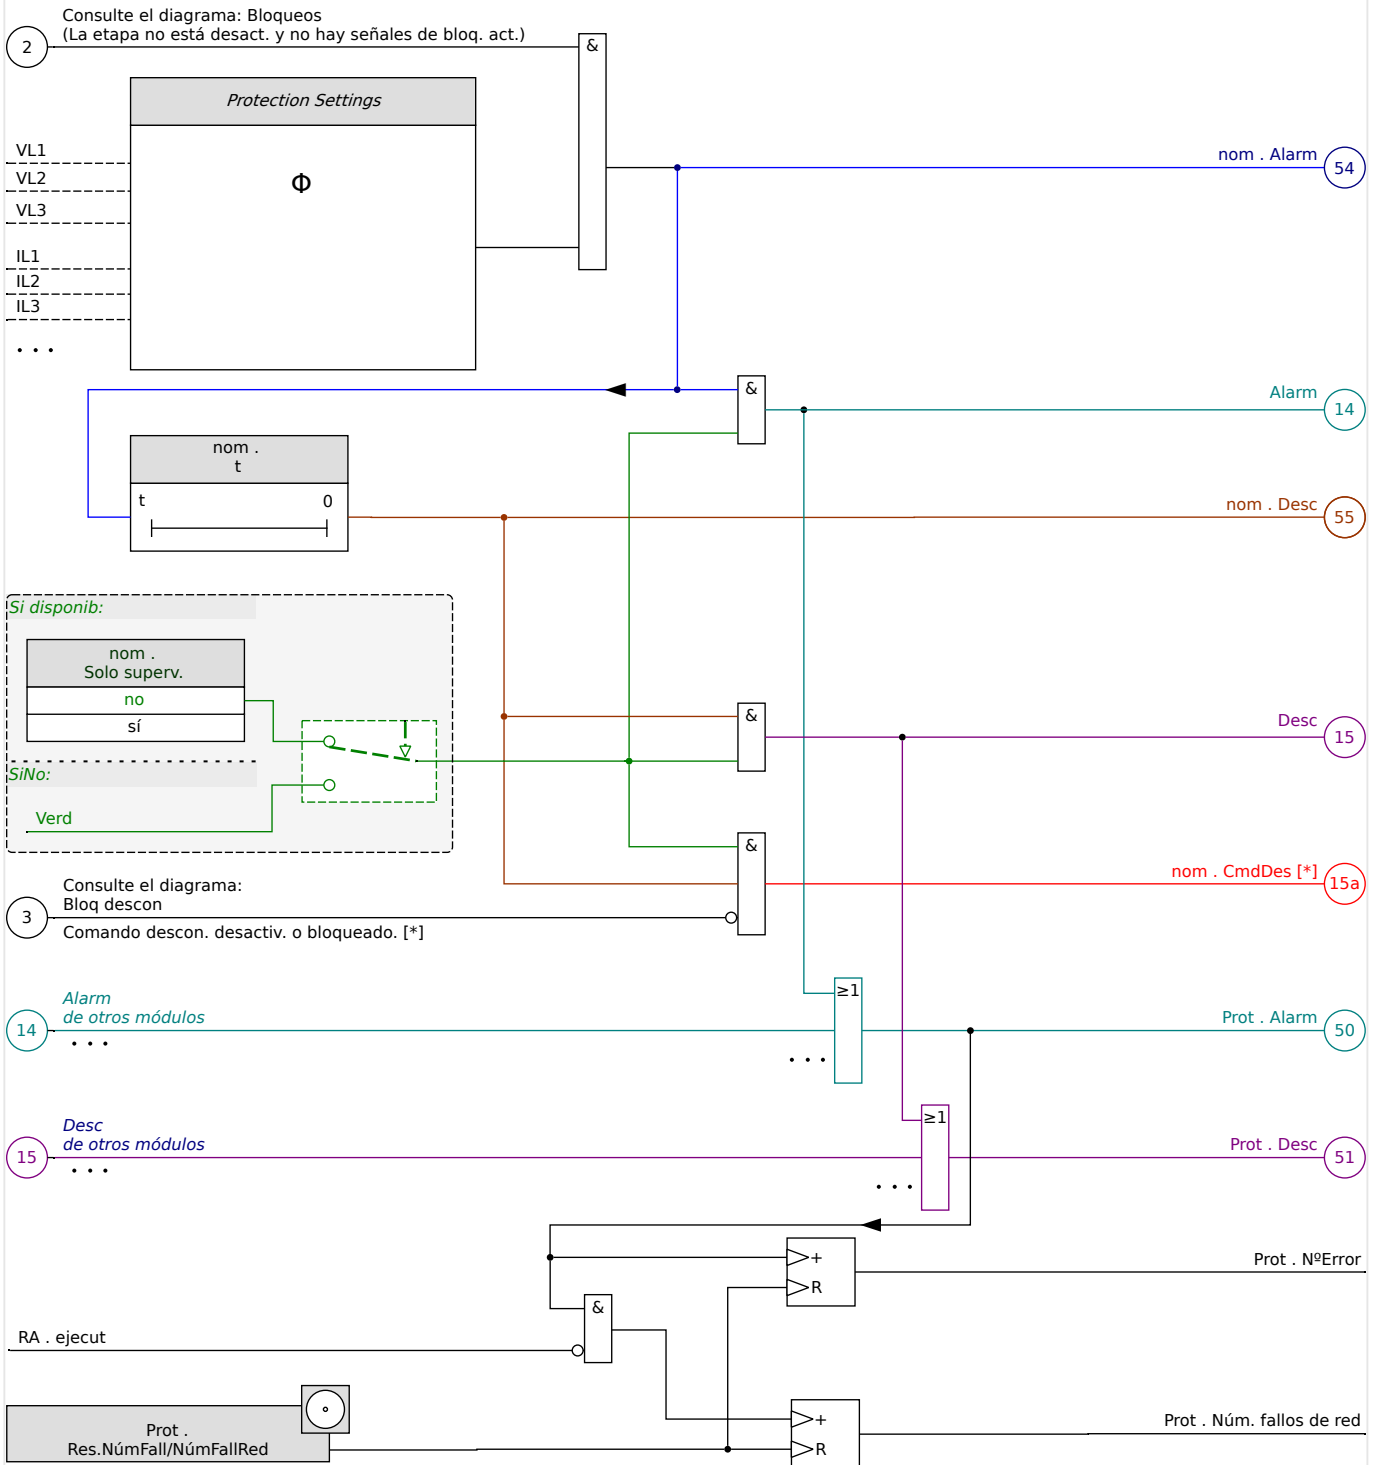 Consulte el diagrama: Bloqueos
(La etapa no está desact. y no hay señales de bloq. act.)
2
&
Protection Settings
Φ
VL1
VL2
VL3
IL1
IL2
IL3
. . .
nom . Alarm
54
&
Alarm
14
nom .
t
t
0
nom . Desc
55
Si disponib:
nom .
Solo superv.
no
sí
SiNo:
Verd
&
Desc
15
&
nom . CmdDes [*]
15a
Consulte el diagrama:
Bloq descon
3
Comando descon. desactiv. o bloqueado. [*]
Alarm
de otros módulos
14
. . .
≥1
. . .
Prot . Alarm
50
Desc
de otros módulos
15
. . .
≥1
. . .
Prot . Desc
51
+
R
Prot . NºError
&
RA . ejecut
Prot .
Res.NúmFall/NúmFallRed
+
R
Prot . Núm. fallos de red